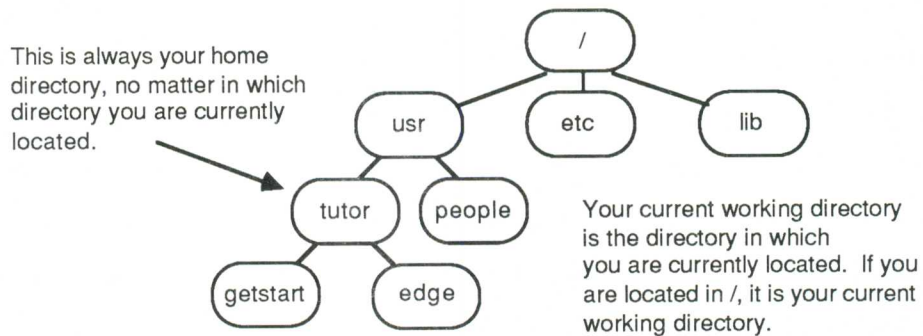 /
This is always your home
directory, no matter in which
directory you are currently
located.
usr
etc
lib
tutor
people
Your current working directory
is the directory in which
you are currently located. If you
are located in /, it is your current
working directory.
getstart
edge